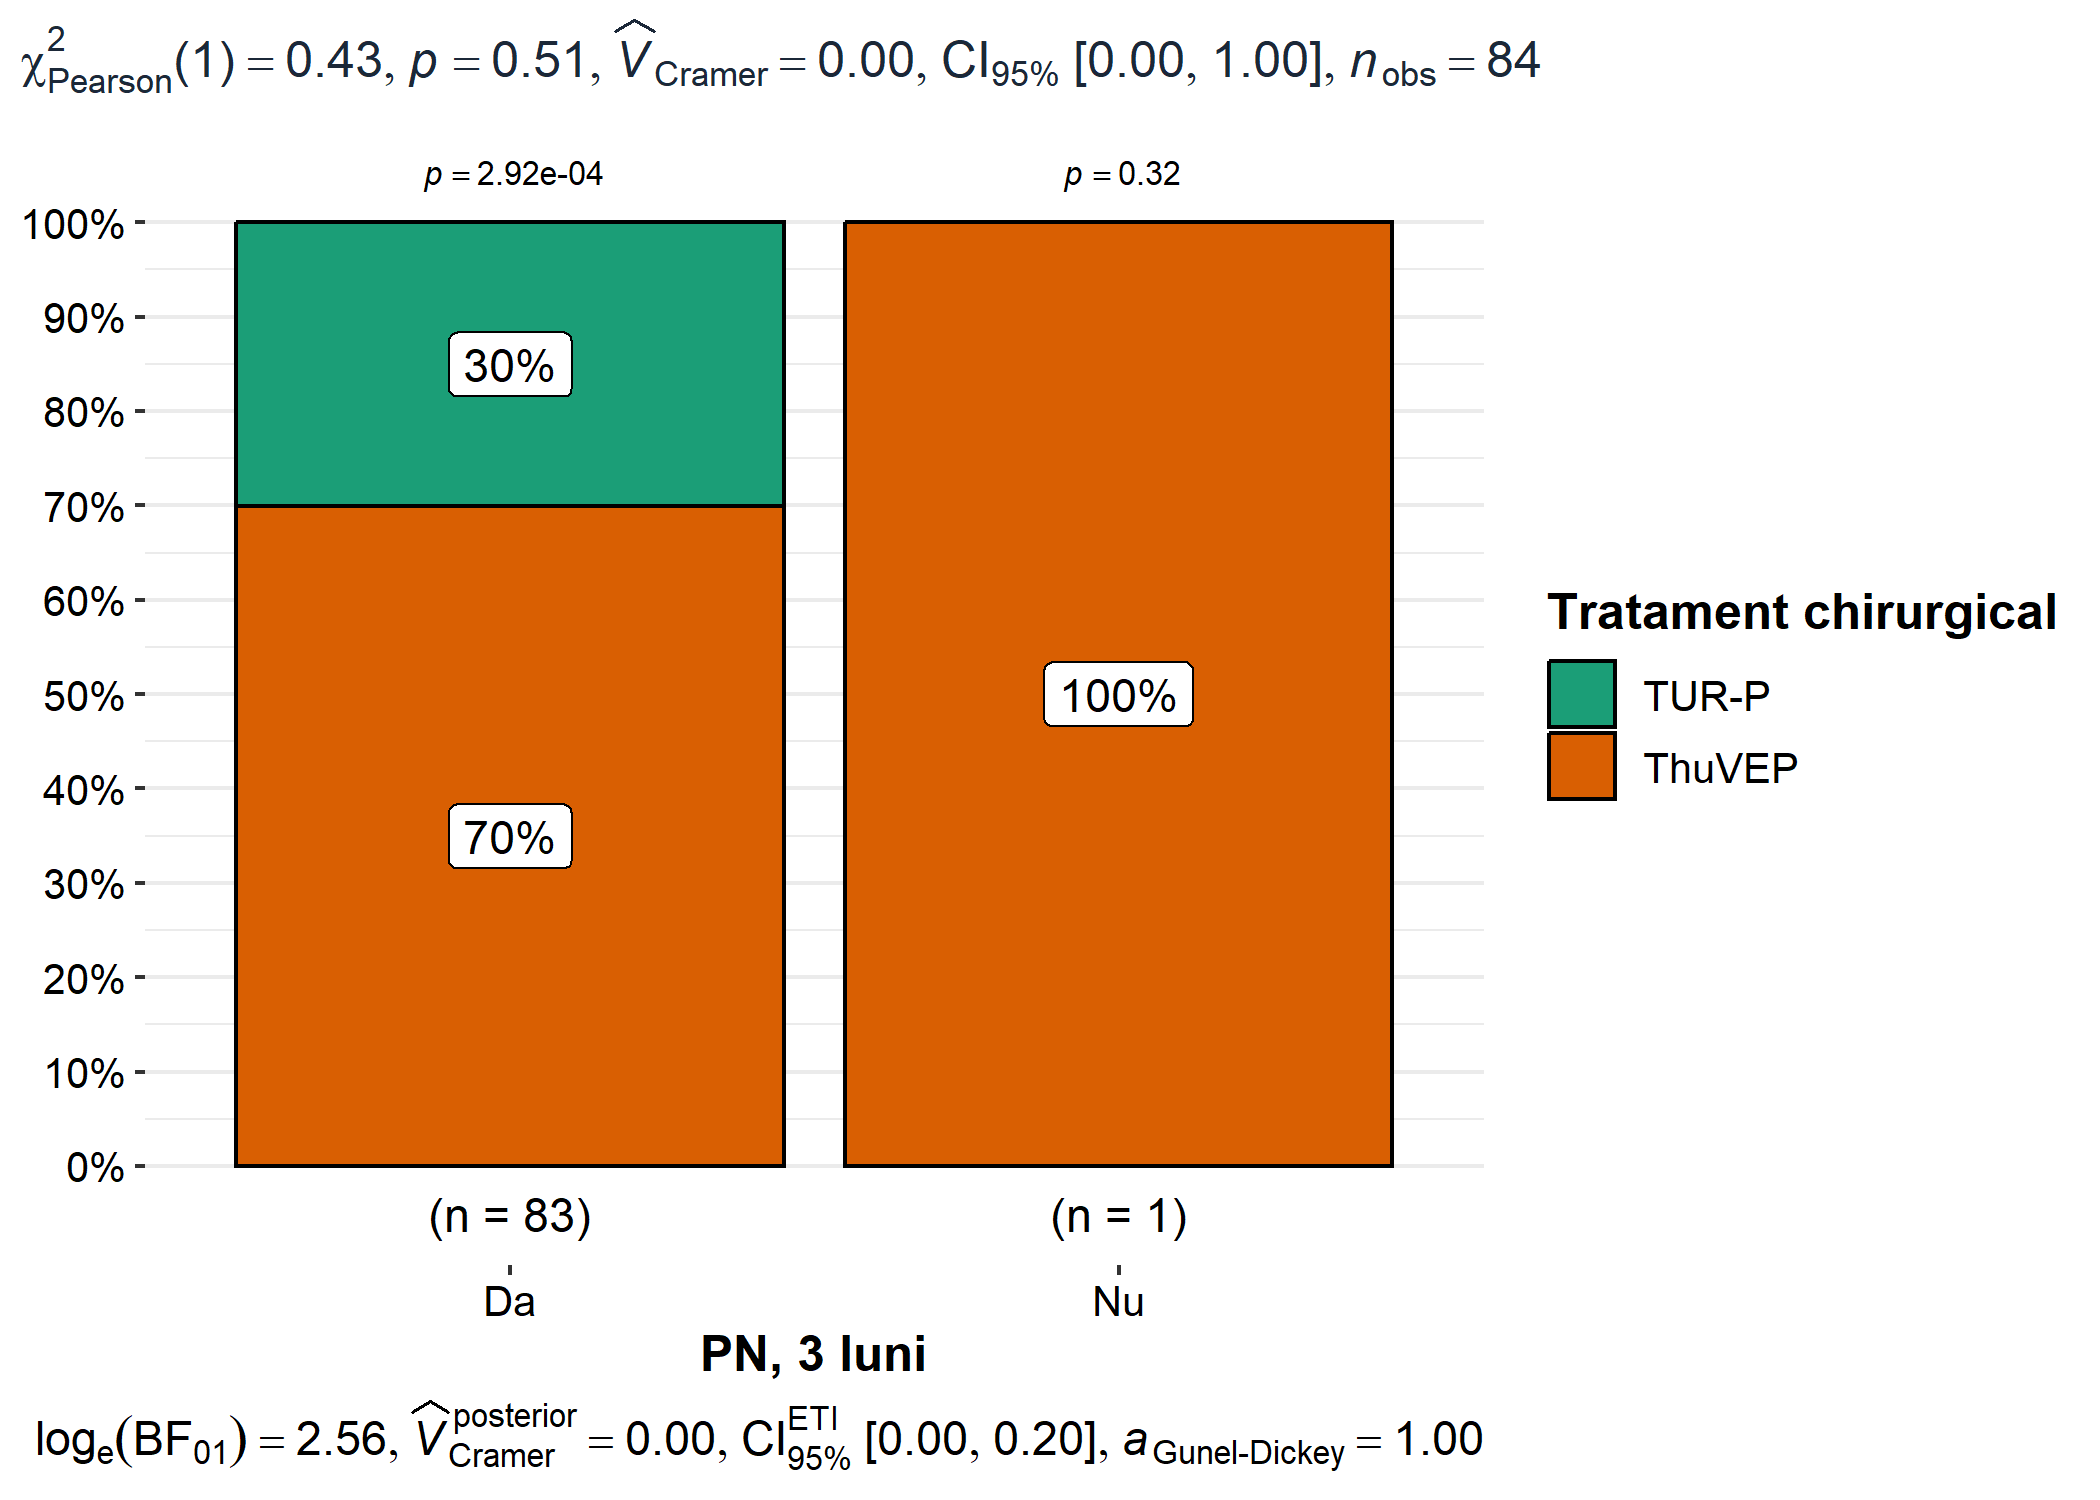 χ²Pearson(1) = 0.43, p = 0.51, V̂Cramer = 0.00, CI95% [0.00, 1.00], nobs = 84
p = 2.92e-04
p = 0.32
100%
90%
80%
70%
60%
50%
40%
30%
20%
10%
0%
30%
70%
100%
(n = 83)
(n = 1)
Da
Nu
PN, 3 luni
Tratament chirurgical
TUR-P
ThuVEP
loge(BF01) = 2.56, V̂posteriorCramer = 0.00, CIETI95% [0.00, 0.20], aGunel-Dickey = 1.00